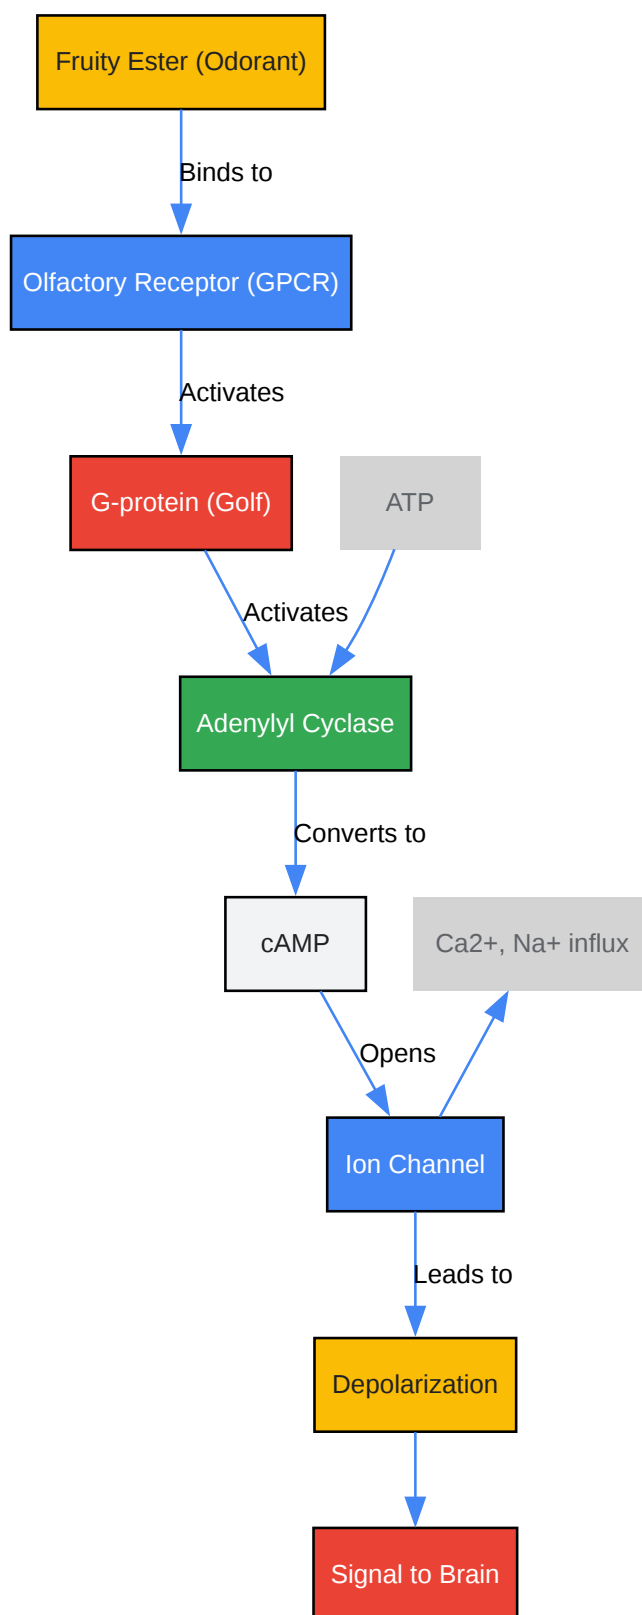 Fruity Ester (Odorant)
Binds to
Olfactory Receptor (GPCR)
Activates
G-protein (Golf)
ATP
Activates
Adenylyl Cyclase
Converts to
cAMP
Ca2+, Na+ influx
Opens
Ion Channel
Leads to
Depolarization
Signal to Brain